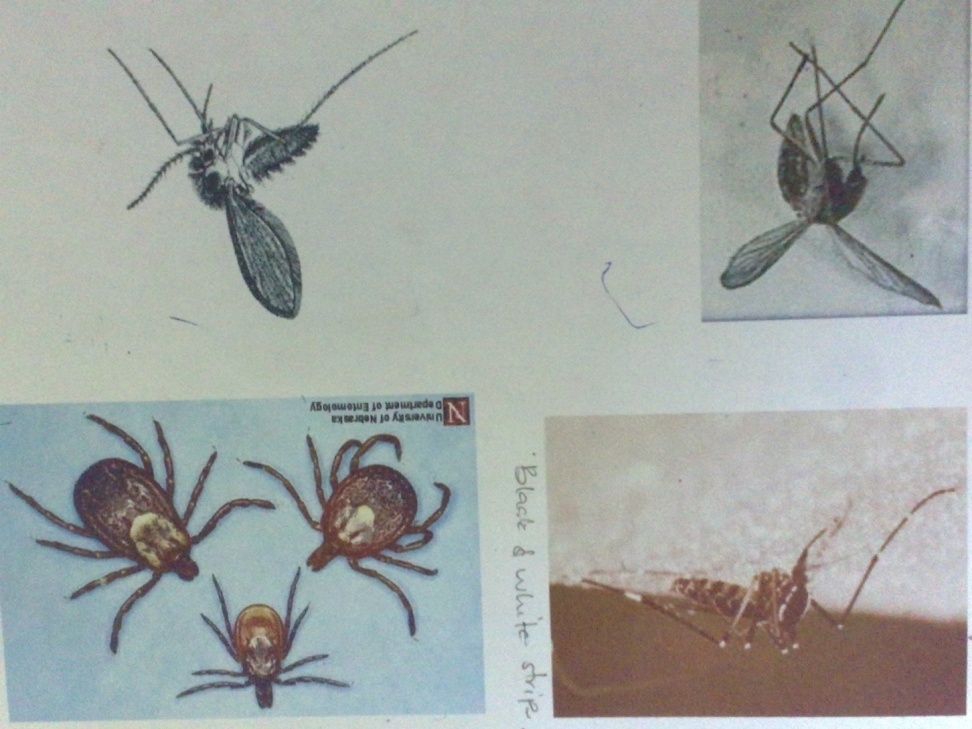 N
University of Nebraska
Department of Entomology
Black & white stripe